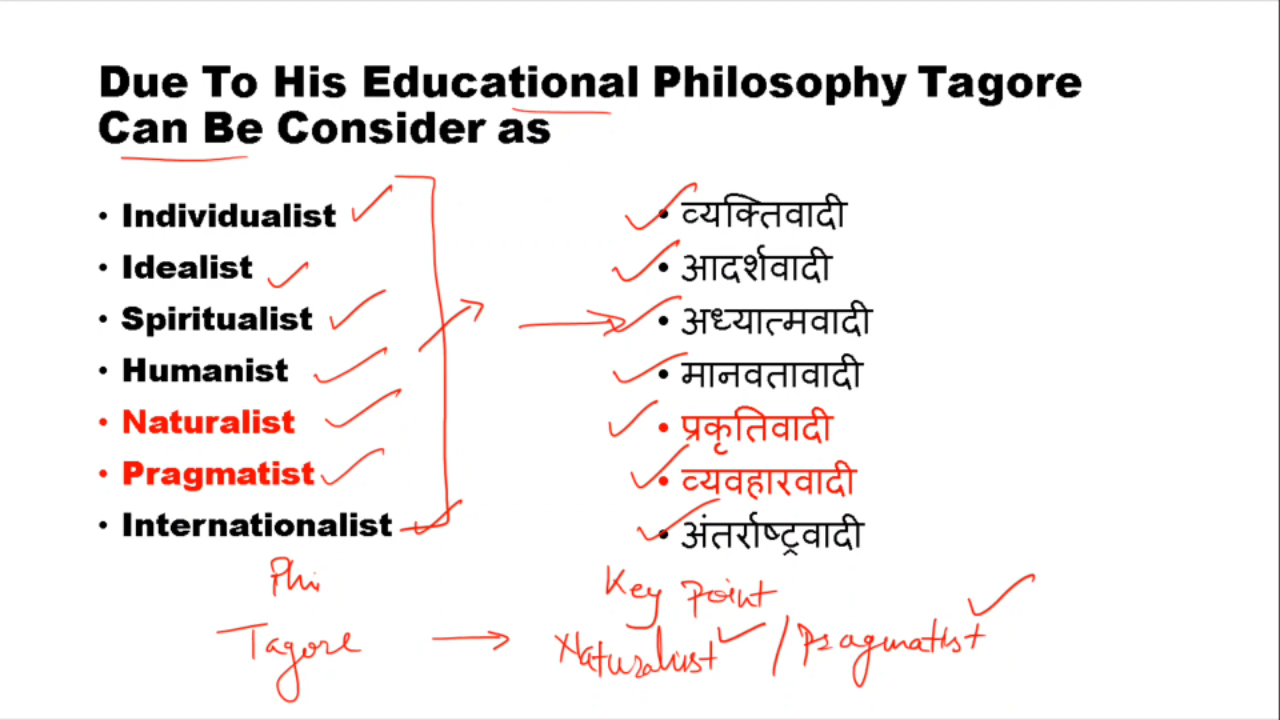 Due To His Educational Philosophy Tagore
Can Be Consider as
• Individualist
• Idealist
• Spiritualist
• Humanist
• Naturalist
• Pragmatist
• Internationalist
• व्यक्तिवादी
• आदर्शवादी
• अध्यात्मवादी
• मानवतावादी
• प्रकृतिवादी
• व्यवहारवादी
• अंतर्राष्ट्रवादी
Phi
Key Point
Tagore → Naturalist / Pragmatist